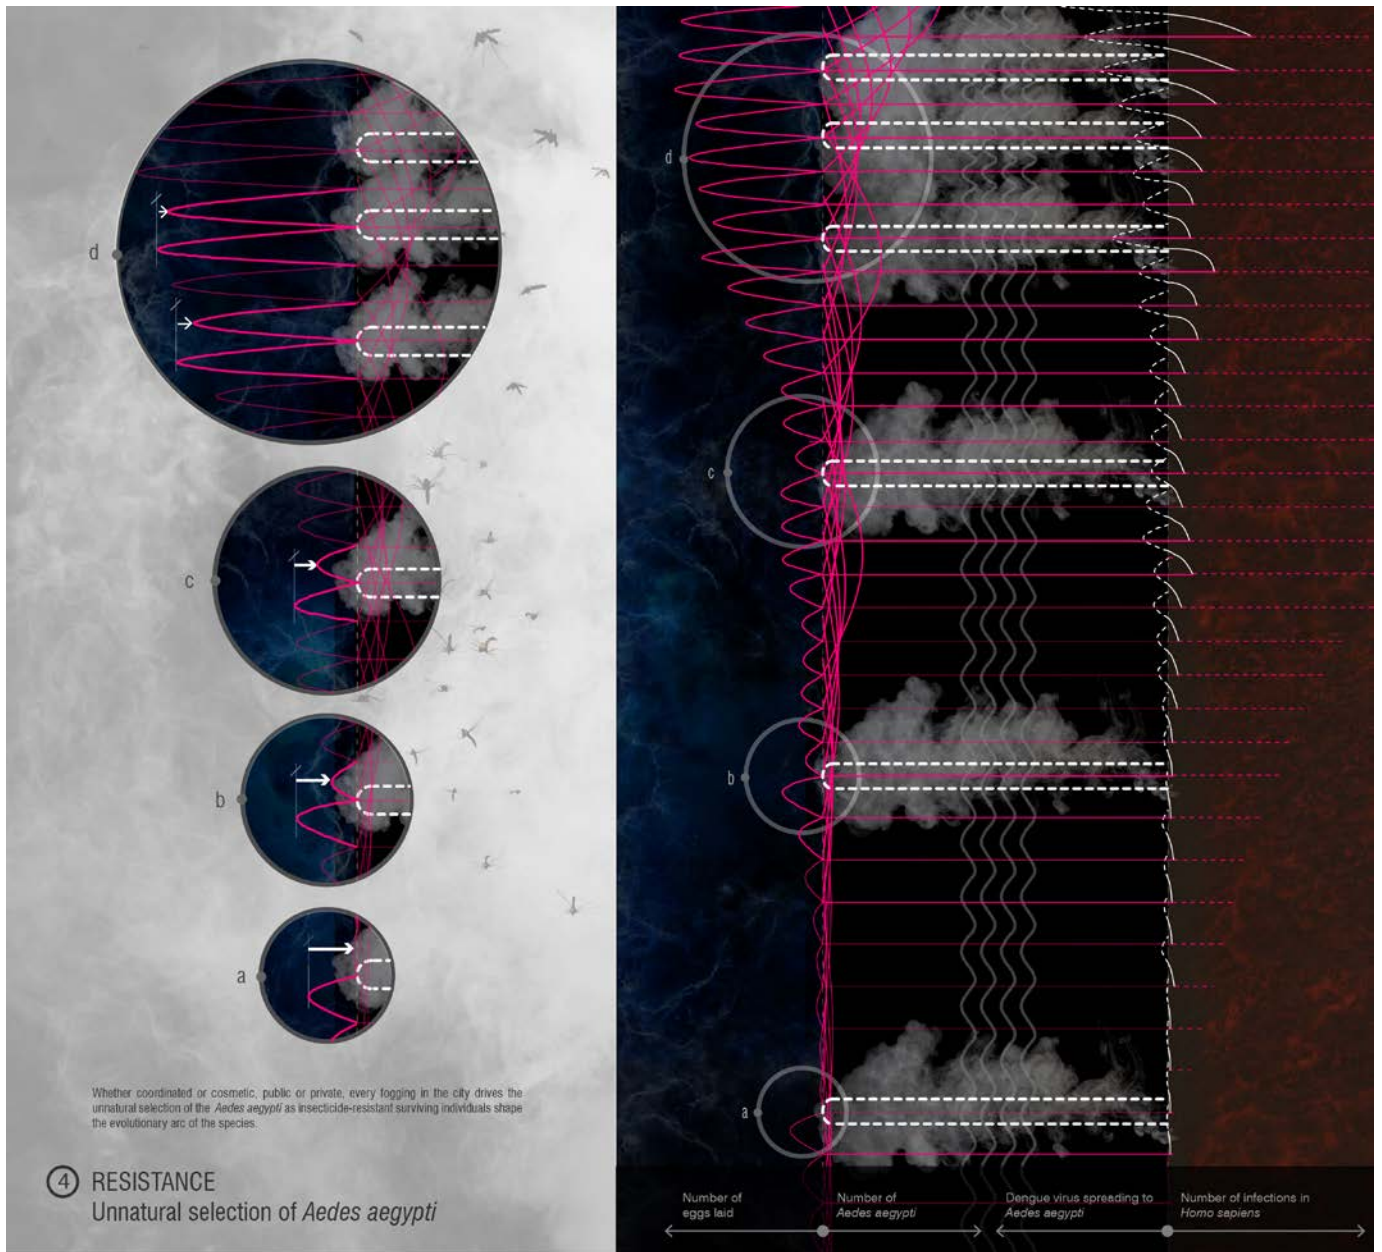 d
c
b
a
Whether coordinated or cosmetic, public or private, every fogging in the city drives the
unnatural selection of the Aedes aegypti as insecticide-resistant surviving individuals shape
the evolutionary arc of the species.
4 RESISTANCE
Unnatural selection of Aedes aegypti
d
c
b
a
Number of
eggs laid
Number of
Aedes aegypti
Dengue virus spreading to
Aedes aegypti
Number of infections in
Homo sapiens